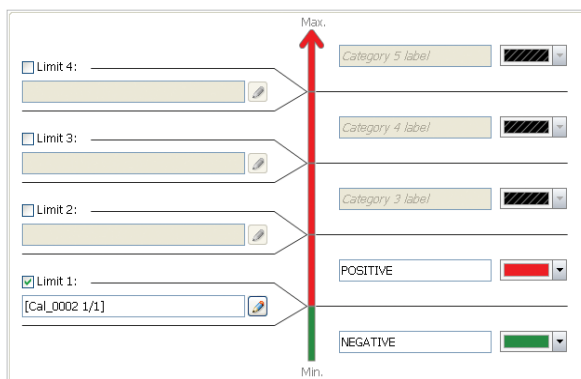 Max.
Category 5 label
Limit 4:
Category 4 label
Limit 3:
Category 3 label
Limit 2:
POSITIVE
Limit 1:
[Cal_0002 1/1]
NEGATIVE
Min.